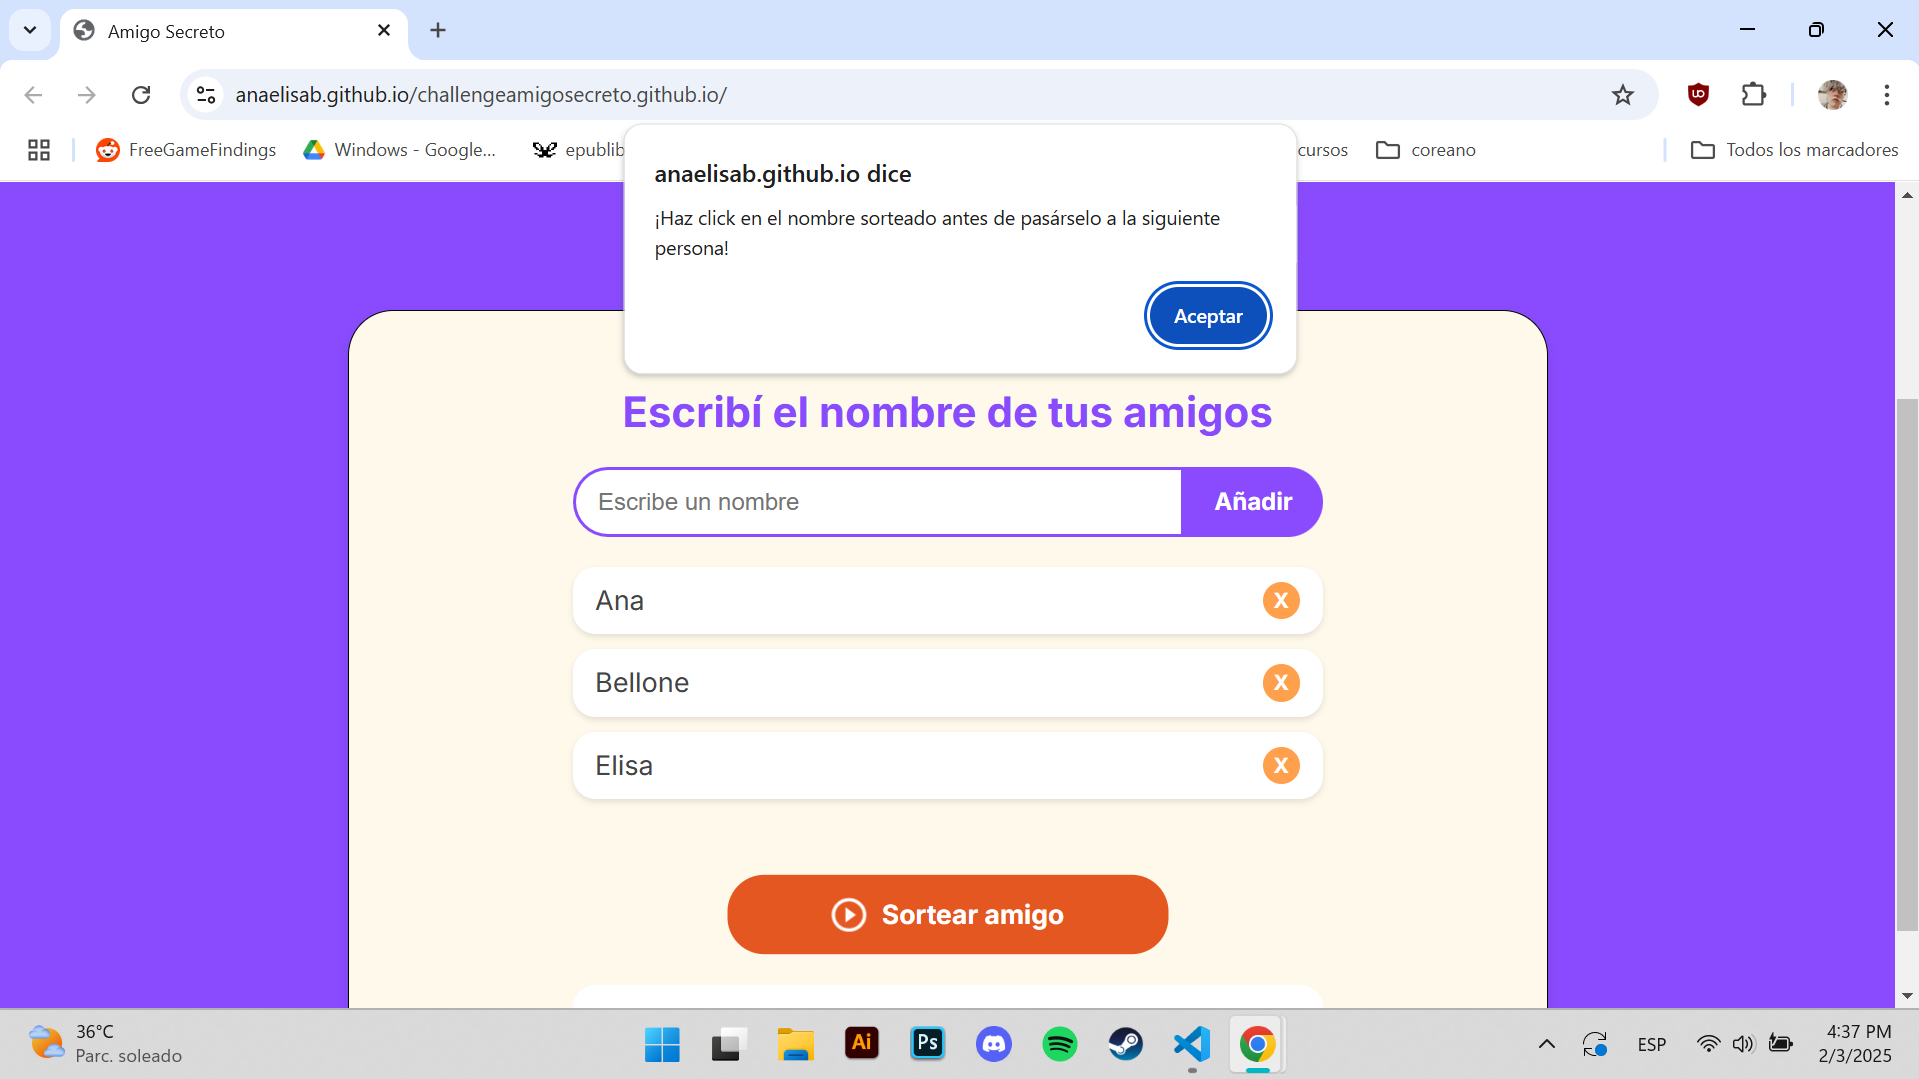 Amigo Secreto
anaelisab.github.io/challengeamigosecreto.github.io/
FreeGameFindings
Windows - Google...
epublib
cursos
coreano
Todos los marcadores
anaelisab.github.io dice
¡Haz click en el nombre sorteado antes de pasárselo a la siguiente
persona!
Aceptar
Escribí el nombre de tus amigos
Escribe un nombre
Añadir
Ana
X
Bellone
X
Elisa
X
Sortear amigo
36°C
Parc. soleado
Ai
Ps
ESP
4:37 PM
2/3/2025